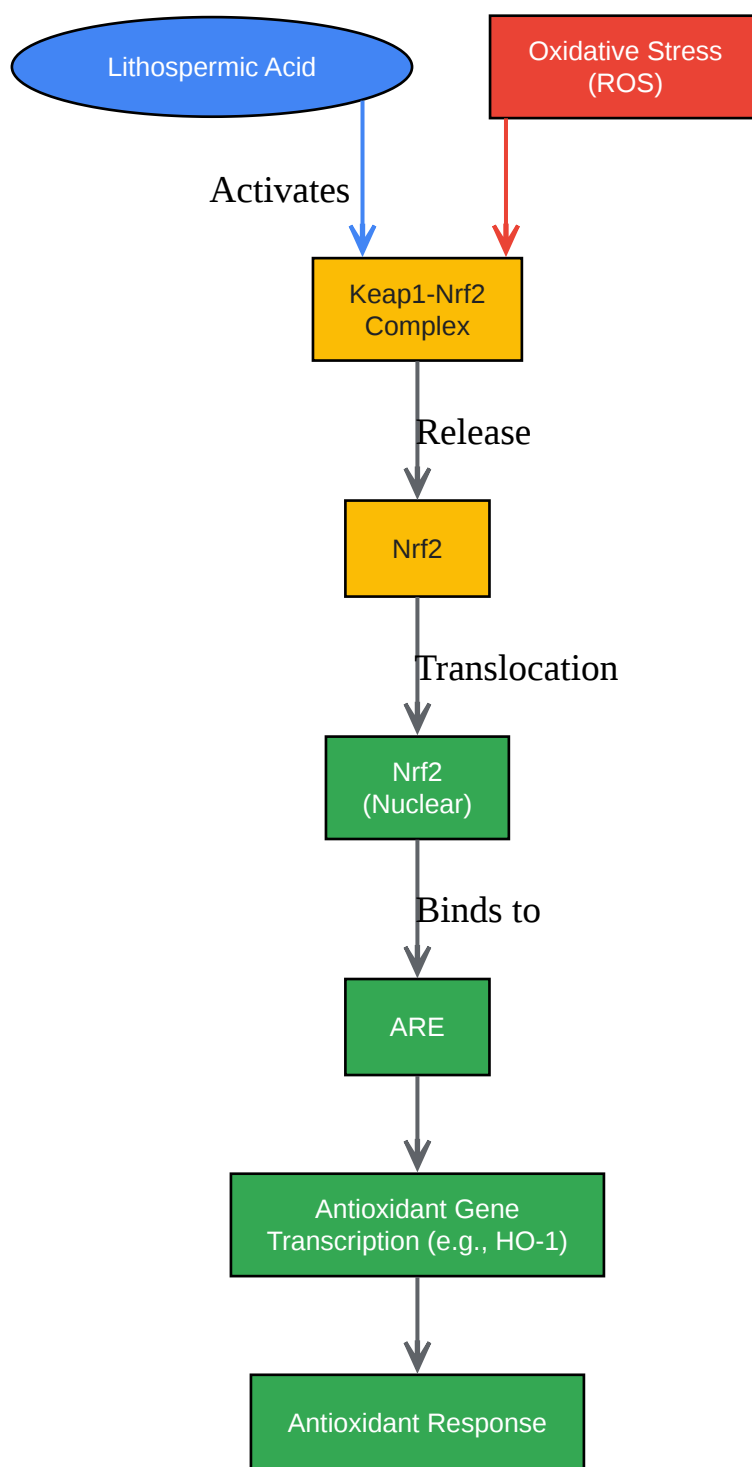 Lithospermic Acid
Oxidative Stress
(ROS)
Activates
Keap1-Nrf2
Complex
Release
Nrf2
Translocation
Nrf2
(Nuclear)
Binds to
ARE
Antioxidant Gene
Transcription (e.g., HO-1)
Antioxidant Response